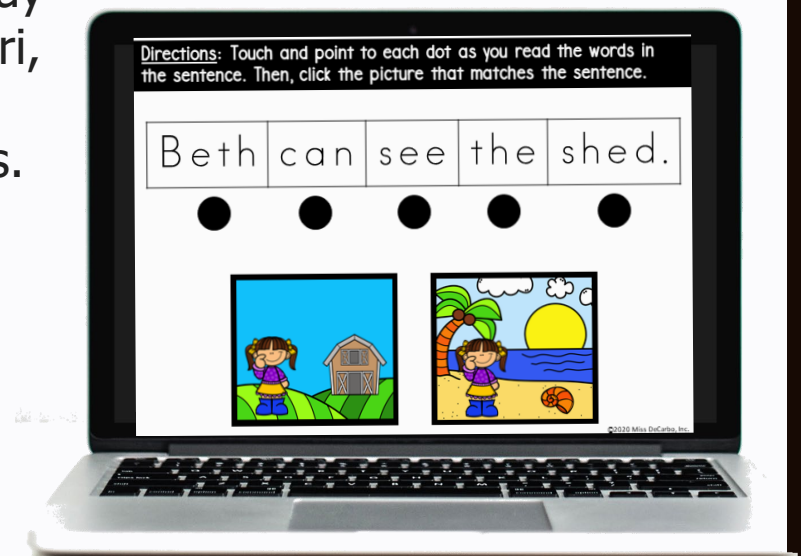 ri,
s.
Directions: Touch and point to each dot as you read the words in
the sentence. Then, click the picture that matches the sentence.
Beth can see the shed.
©2020 Miss DeCarbo, Inc.